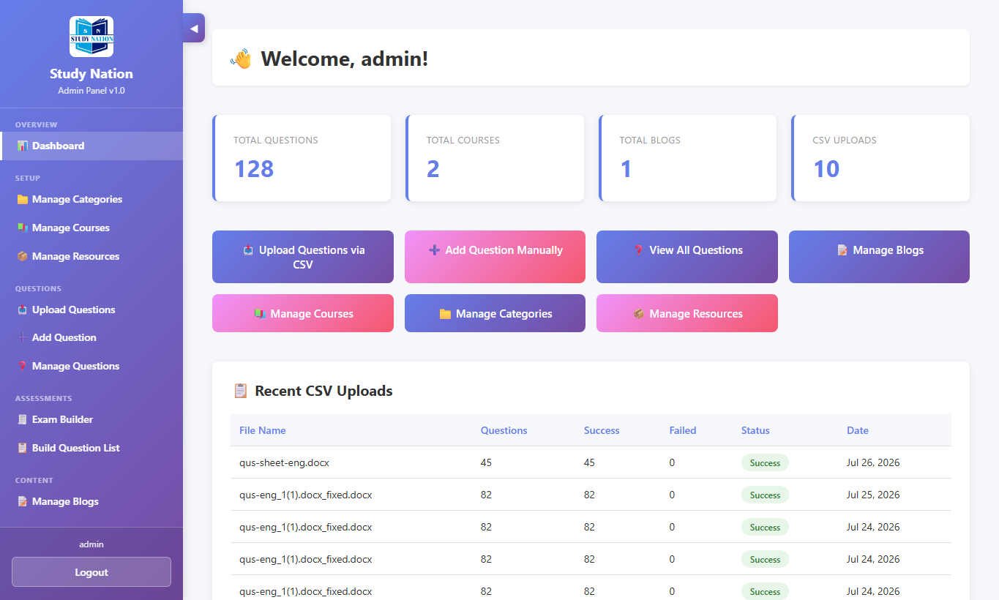 S N
STUDY NATION
Study Nation
Admin Panel v1.0
OVERVIEW
Dashboard
SETUP
Manage Categories
Manage Courses
Manage Resources
QUESTIONS
Upload Questions
Add Question
Manage Questions
ASSESSMENTS
Exam Builder
Build Question List
CONTENT
Manage Blogs
admin
Logout
Welcome, admin!
TOTAL QUESTIONS
128
TOTAL COURSES
2
TOTAL BLOGS
1
CSV UPLOADS
10
Upload Questions via
CSV
Add Question Manually
View All Questions
Manage Blogs
Manage Courses
Manage Categories
Manage Resources
Recent CSV Uploads
File Name Questions Success Failed Status Date
qus-sheet-eng.docx 45 45 0 Success Jul 26, 2026
qus-eng_1(1).docx_fixed.docx 82 82 0 Success Jul 25, 2026
qus-eng_1(1).docx_fixed.docx 82 82 0 Success Jul 24, 2026
qus-eng_1(1).docx_fixed.docx 82 82 0 Success Jul 24, 2026
qus-eng_1(1).docx_fixed.docx 82 82 0 Success Jul 24, 2026